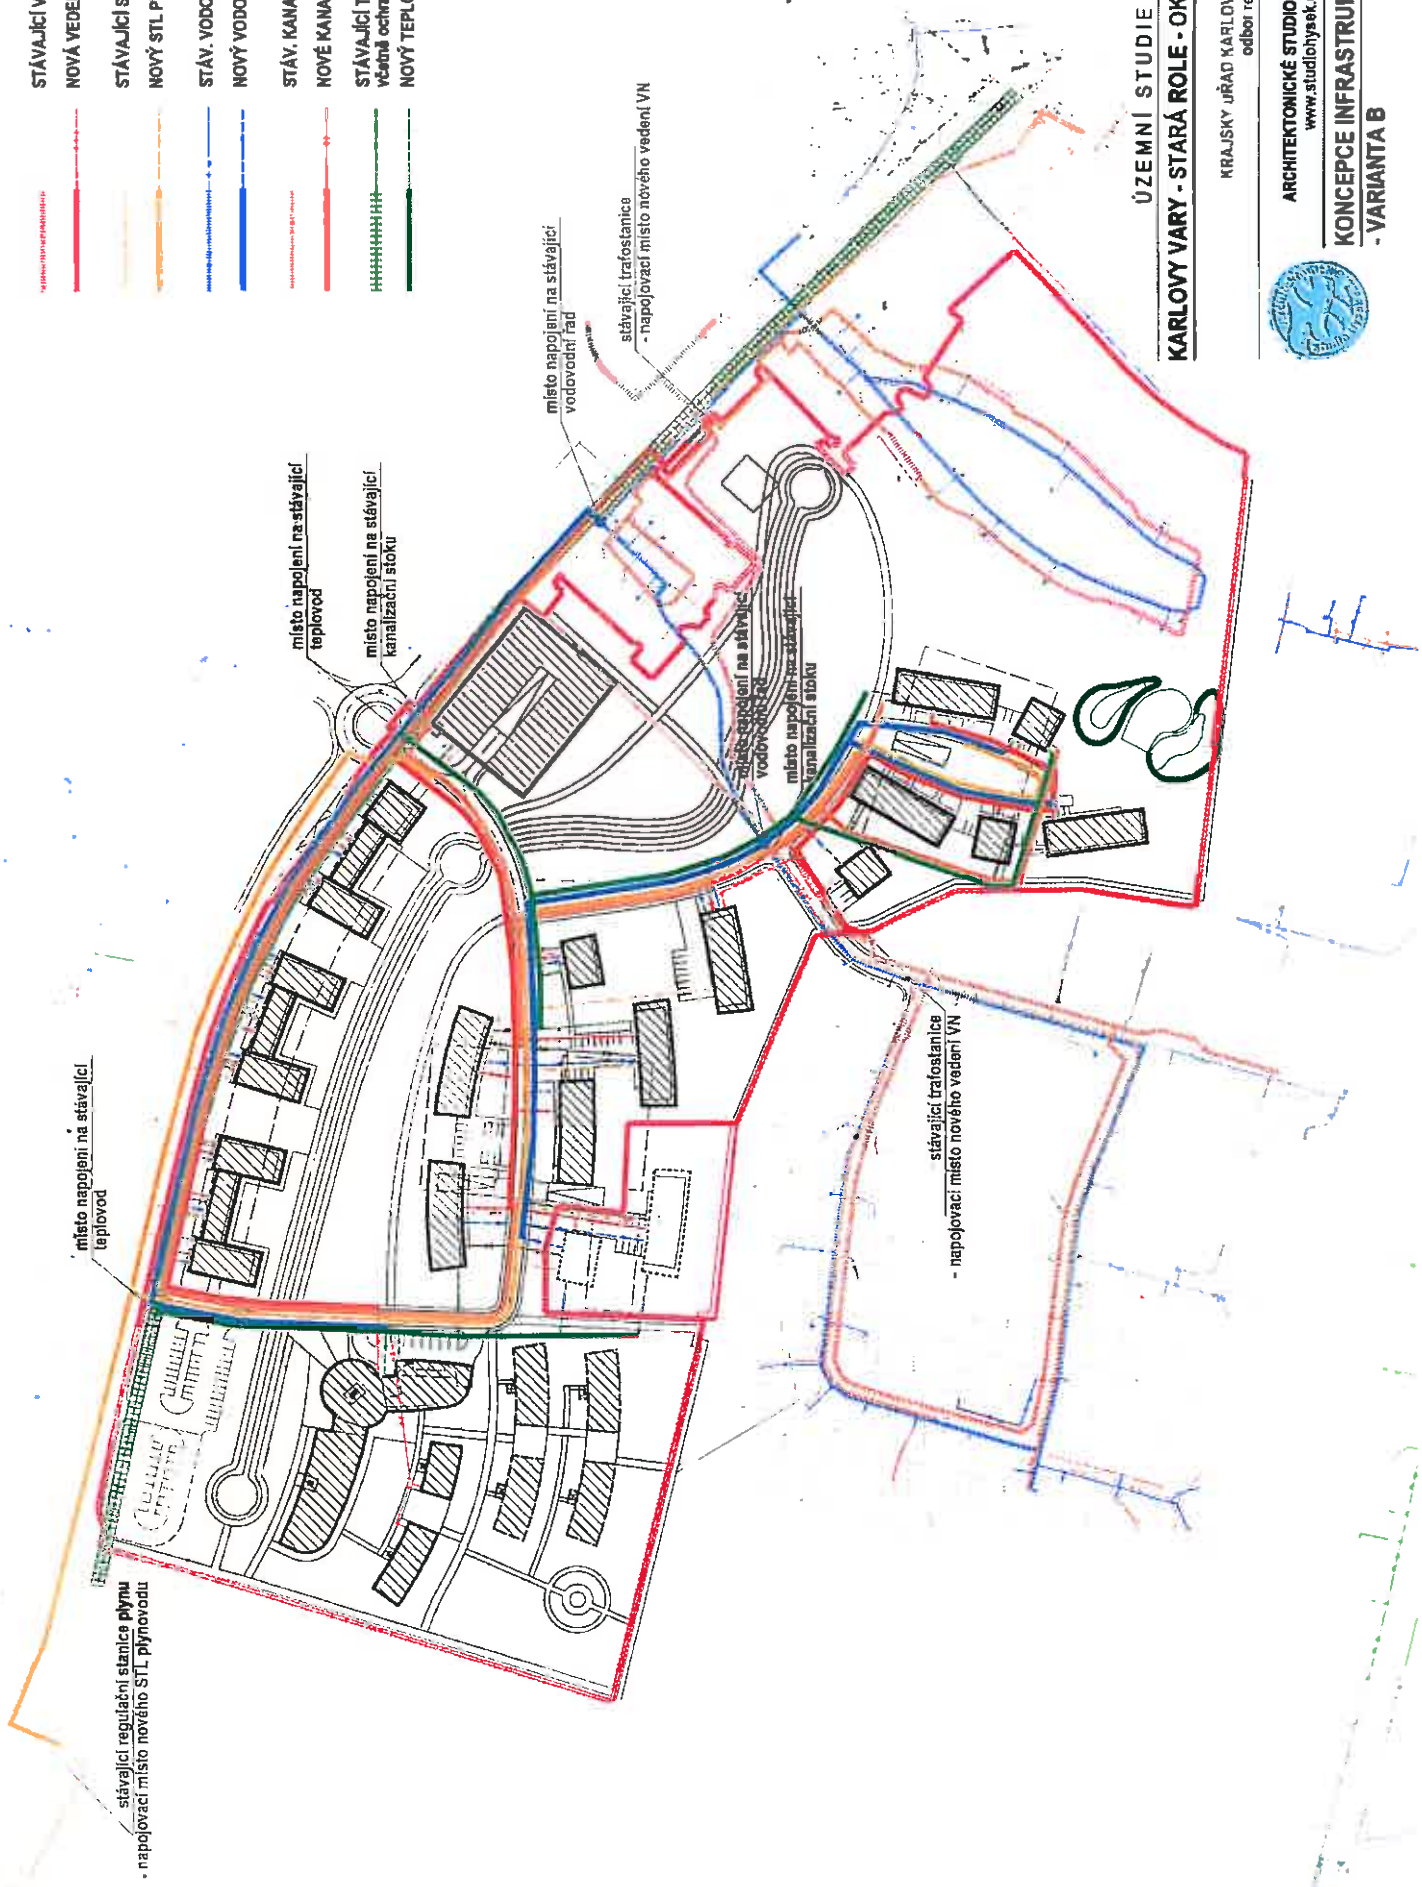 STÁVAJÍCÍ V
NOVÁ VEDE
STÁVAJÍCÍ S
NOVÝ STL P
STÁV. VODO
NOVÝ VODO
STÁV. KANA
NOVÉ KANA
STÁVAJÍCÍ T
včetně ochra
NOVÝ TEPLO
místo napojení na stávající
teplovod
místo napojení na stávající
kanalizační stoku
místo napojení na stávající
vodovodní řad
stávající trafostanice
- napojovací místo nového vedení VN
místo napojení na stávající
teplovod
místo napojení na stávající
vodovodní řad
místo napojení na stávající
kanalizační stoku
stávající trafostanice
- napojovací místo nového vedení VN
stávající regulační stanice plynu
- napojovací místo nového STL plynovodu
ÚZEMNÍ STUDIE
KARLOVY VARY - STARÁ ROLE - OK
KRAJSKÝ ÚŘAD KARLOV
odbor re
ARCHITEKTONICKÉ STUDIO
www.studiohysek.
KONCEPCE INFRASTRUK
- VARIANTA B